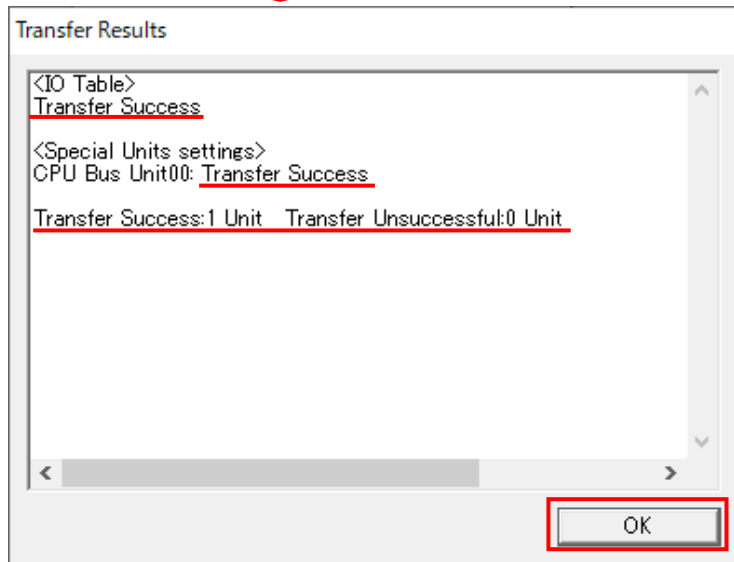 Transfer Results
<IO Table>
Transfer Success
<Special Units settings>
CPU Bus Unit00: Transfer Success
Transfer Success:1 Unit Transfer Unsuccessful:0 Unit
OK